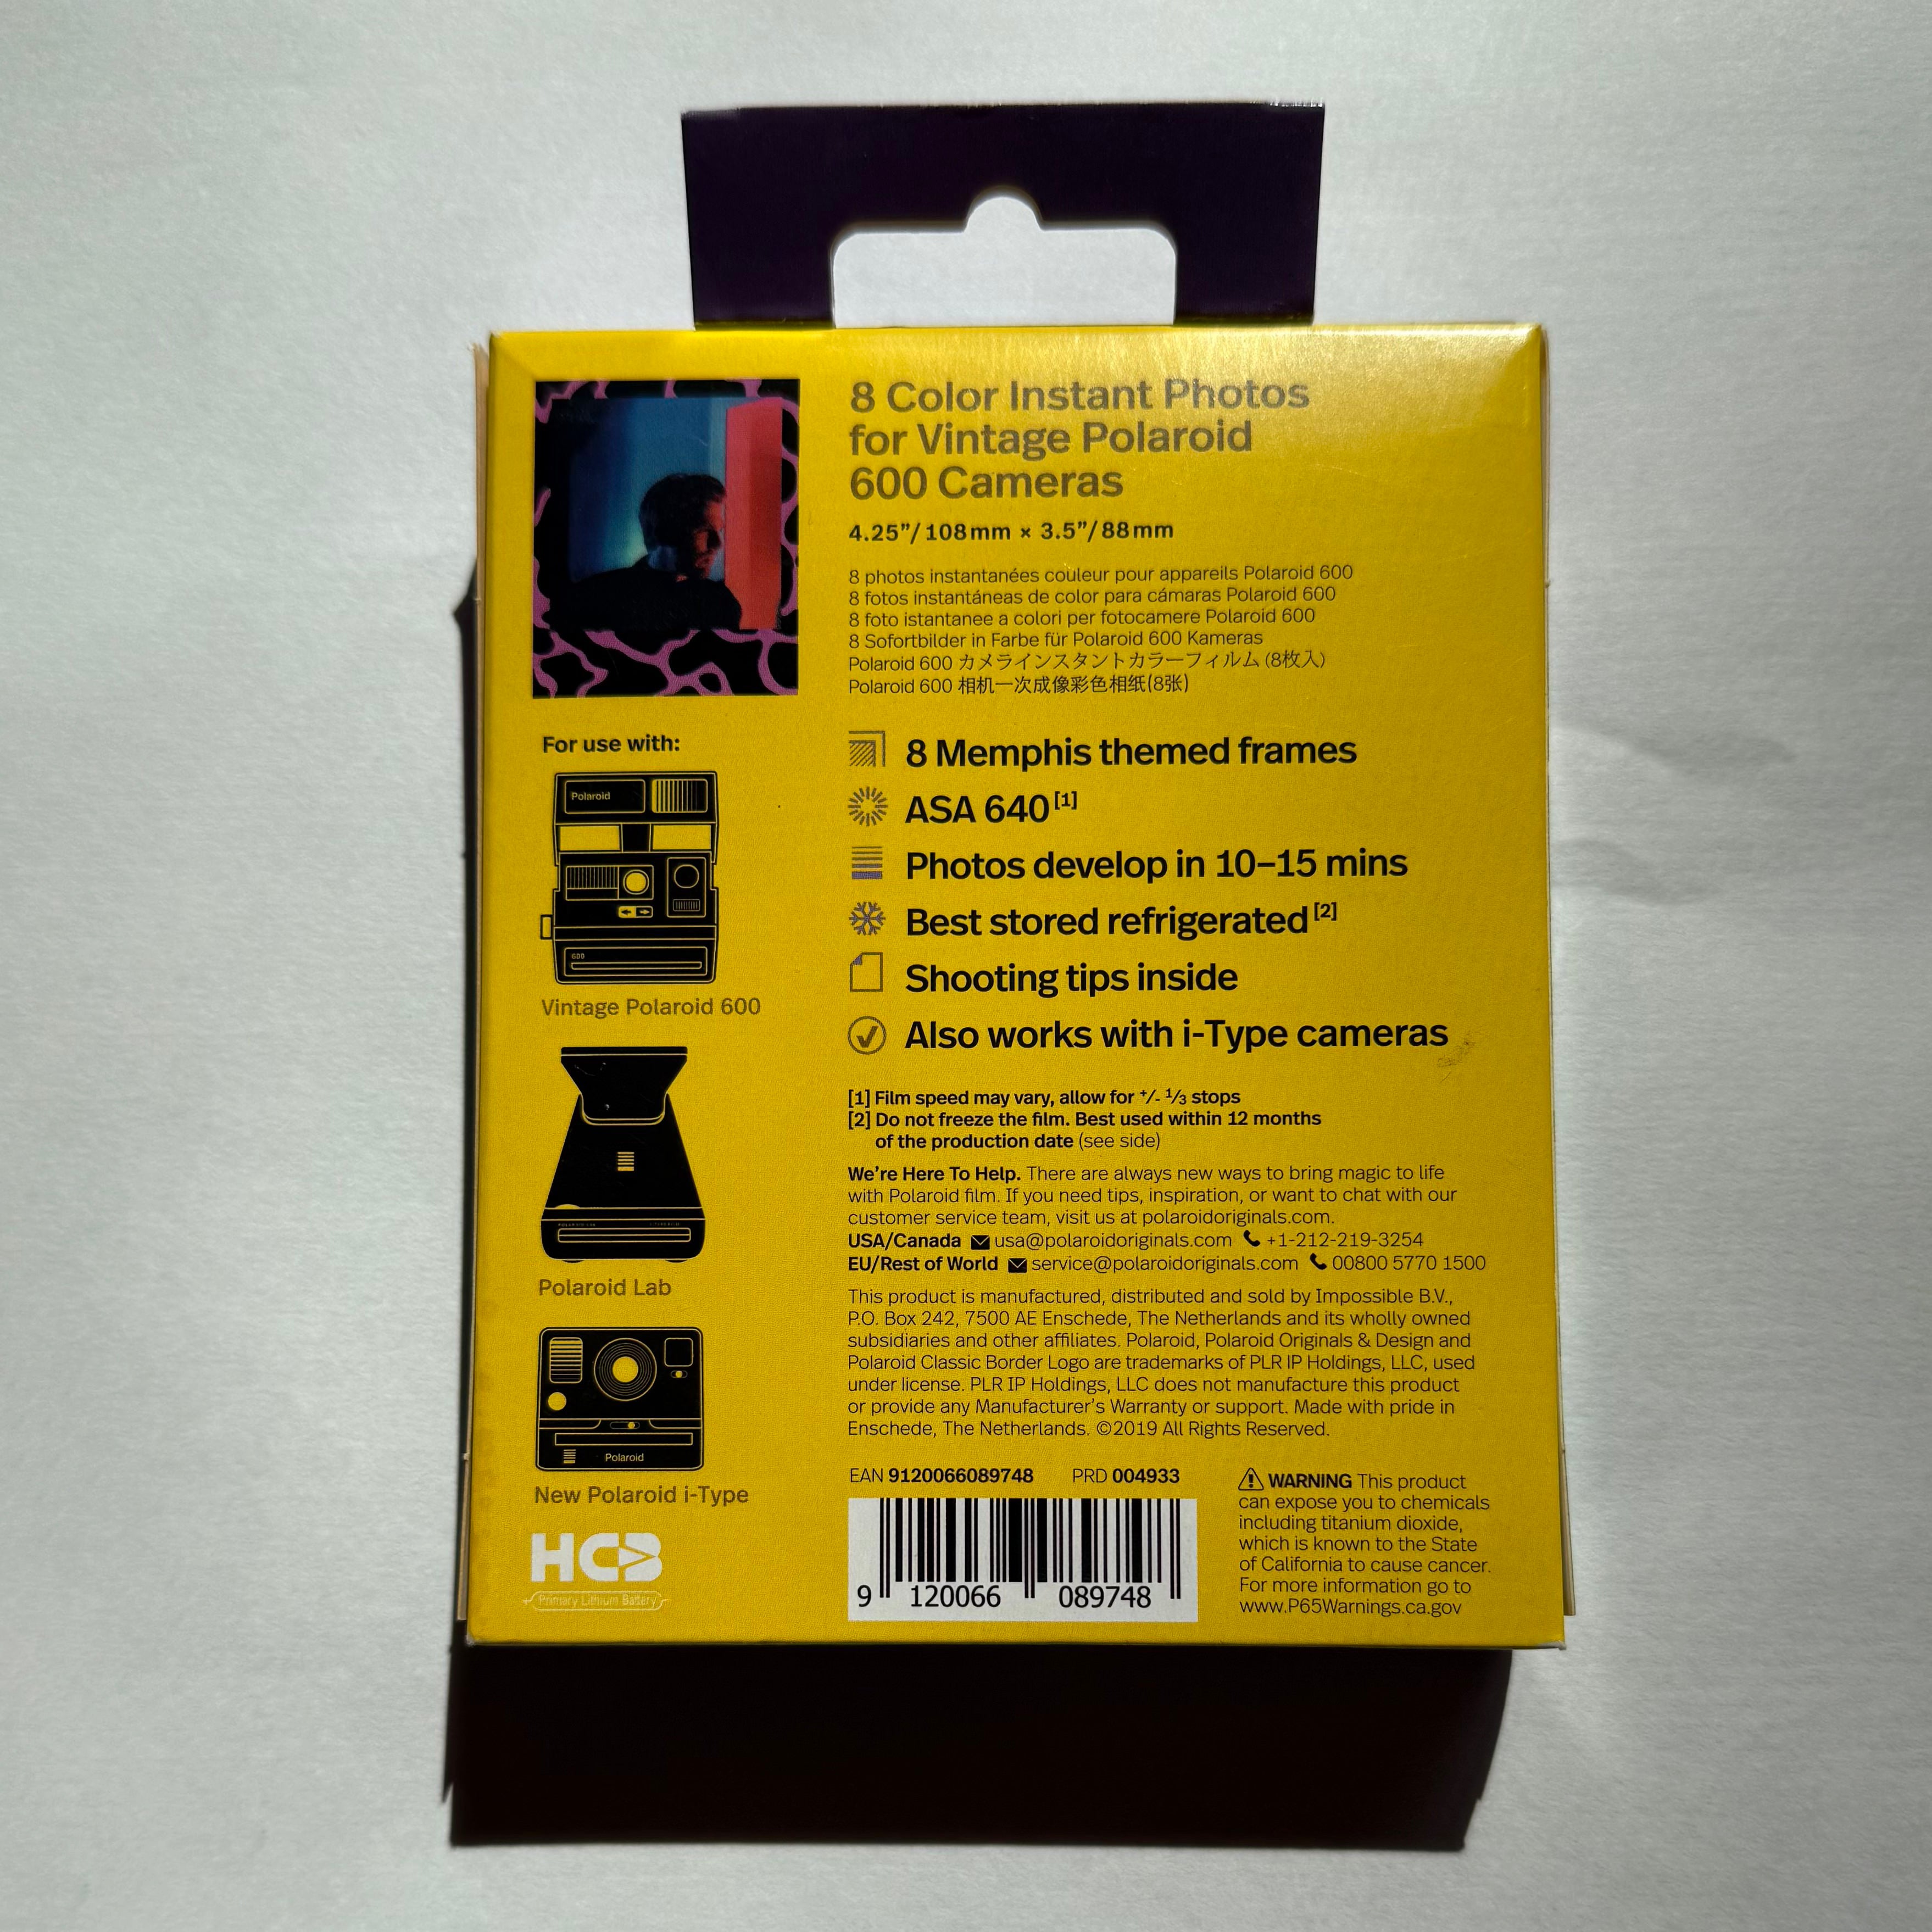 8 Color Instant Photos
for Vintage Polaroid
600 Cameras
4.25”/108mm × 3.5”/88mm
8 photos instantanées couleur pour appareils Polaroid 600
8 fotos instantáneas de color para cámaras Polaroid 600
8 foto istantanee a colori per fotocamere Polaroid 600
8 Sofortbilder in Farbe für Polaroid 600 Kameras
Polaroid 600 カメラインスタントカラーフィルム (8枚入)
Polaroid 600 相机一次成像彩色相纸(8张)
For use with:
Polaroid
600
Vintage Polaroid 600
Polaroid Lab
Polaroid
New Polaroid i-Type
HCB
Primary Lithium Battery
8 Memphis themed frames
ASA 640[1]
Photos develop in 10–15 mins
Best stored refrigerated[2]
Shooting tips inside
Also works with i-Type cameras
[1] Film speed may vary, allow for +/- 1/3 stops
[2] Do not freeze the film. Best used within 12 months
of the production date (see side)
We’re Here To Help. There are always new ways to bring magic to life
with Polaroid film. If you need tips, inspiration, or want to chat with our
customer service team, visit us at polaroidoriginals.com.
USA/Canada usa@polaroidoriginals.com +1-212-219-3254
EU/Rest of World service@polaroidoriginals.com 00800 5770 1500
This product is manufactured, distributed and sold by Impossible B.V.,
P.O. Box 242, 7500 AE Enschede, The Netherlands and its wholly owned
subsidiaries and other affiliates. Polaroid, Polaroid Originals & Design and
Polaroid Classic Border Logo are trademarks of PLR IP Holdings, LLC, used
under license. PLR IP Holdings, LLC does not manufacture this product
or provide any Manufacturer’s Warranty or support. Made with pride in
Enschede, The Netherlands. ©2019 All Rights Reserved.
EAN 9120066089748 PRD 004933
9 120066 089748
WARNING This product
can expose you to chemicals
including titanium dioxide,
which is known to the State
of California to cause cancer.
For more information go to
www.P65Warnings.ca.gov